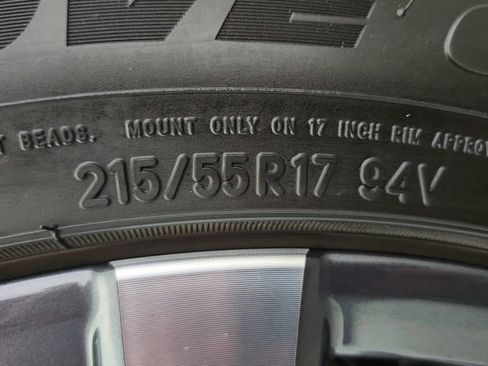 BEADS. MOUNT ONLY ON 17 INCH RIM
215/55R17 94V